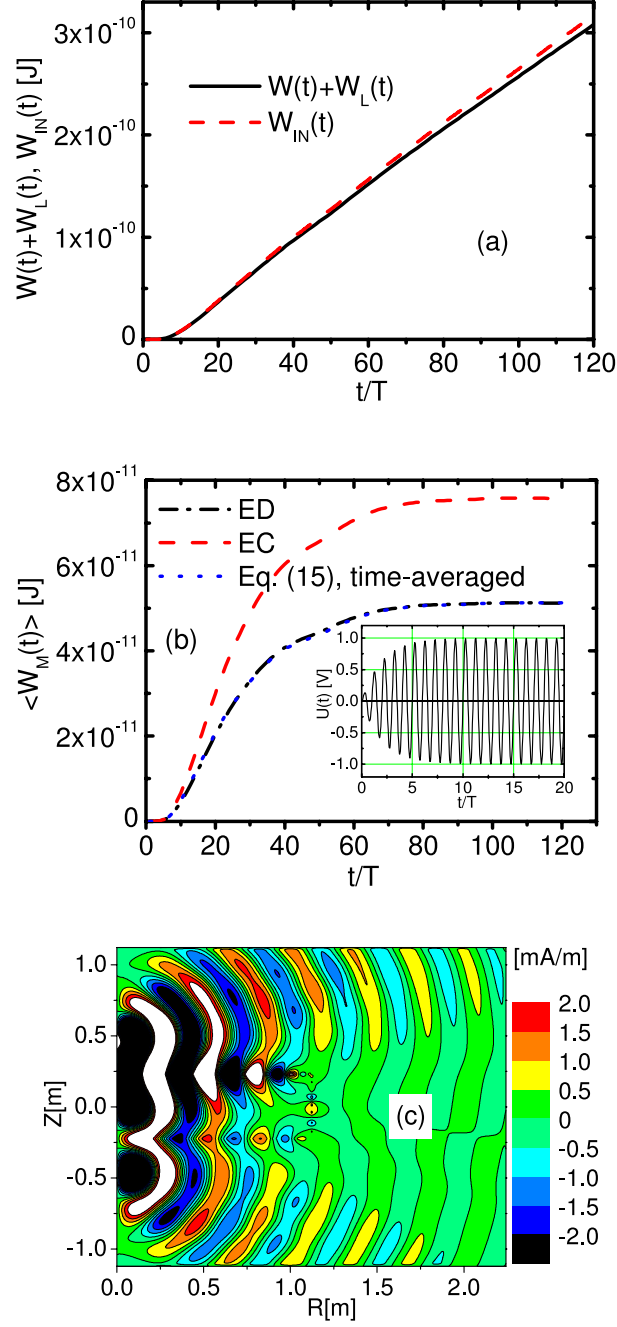 W(t)+W_L(t), W_IN(t) [J]
3x10^-10
2x10^-10
1x10^-10
0
W(t)+W_L(t)
W_IN(t)
(a)
0 20 40 60 80 100 120
t/T
<W_M(t)> [J]
8x10^-11
6x10^-11
4x10^-11
2x10^-11
0
ED
EC
Eq. (15), time-averaged
(b)
U(t) [V]
1.0
0.5
0.0
-0.5
-1.0
0 5 10 15 20
t/T
0 20 40 60 80 100 120
t/T
[mA/m]
Z[m]
1.0
0.5
0.0
-0.5
-1.0
(c)
2.0
1.5
1.0
0.5
0
-0.5
-1.0
-1.5
-2.0
0.0 0.5 1.0 1.5 2.0
R[m]